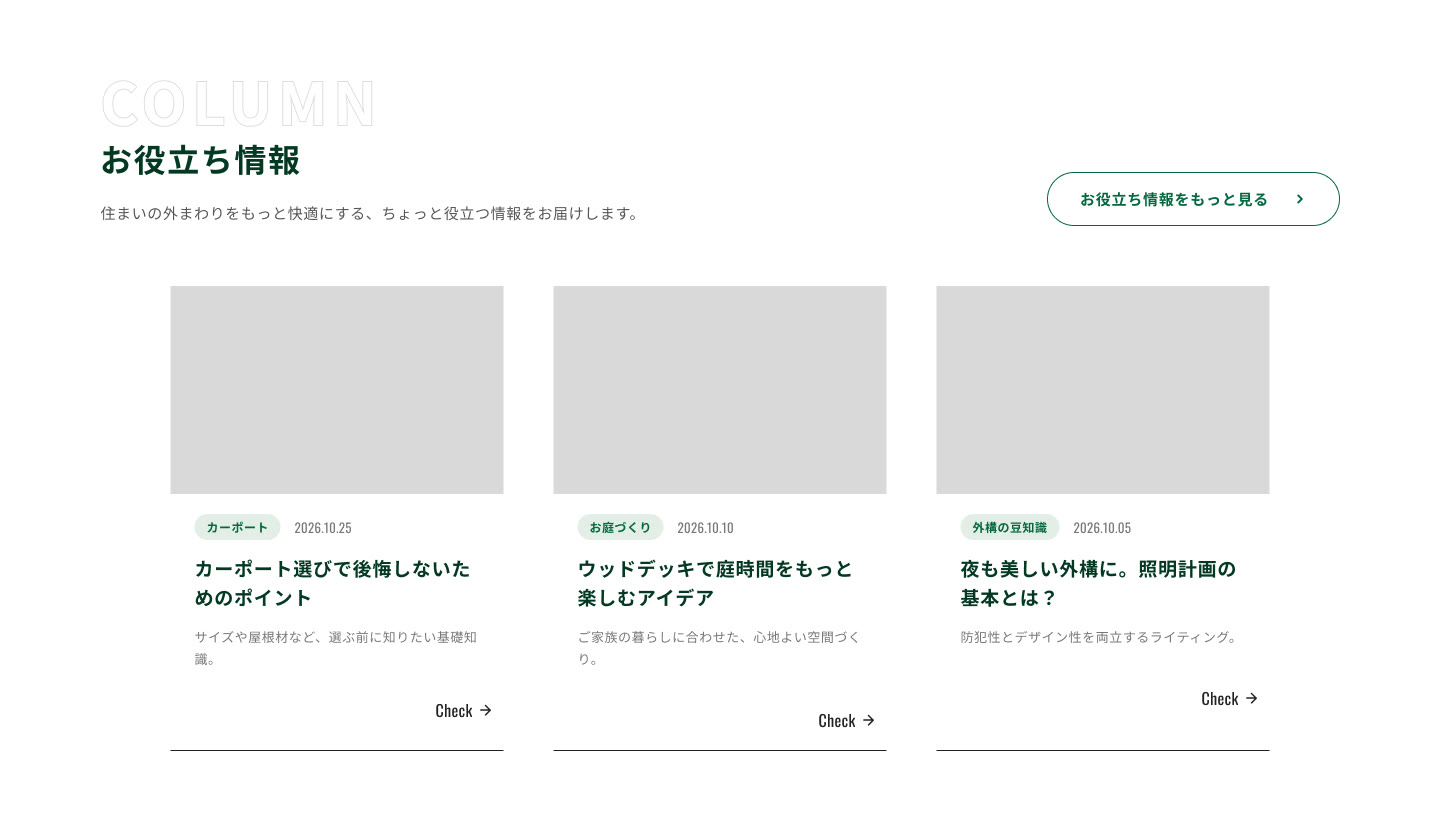 COLUMN
お役立ち情報
住まいの外まわりをもっと快適にする、ちょっと役立つ情報をお届けします。
お役立ち情報をもっと見る
カーポート 2026.10.25
カーポート選びで後悔しないた
めのポイント
サイズや屋根材など、選ぶ前に知りたい基礎知
識。
Check
お庭づくり 2026.10.10
ウッドデッキで庭時間をもっと
楽しむアイデア
ご家族の暮らしに合わせた、心地よい空間づく
り。
Check
外構の豆知識 2026.10.05
夜も美しい外構に。照明計画の
基本とは？
防犯性とデザイン性を両立するライティング。
Check